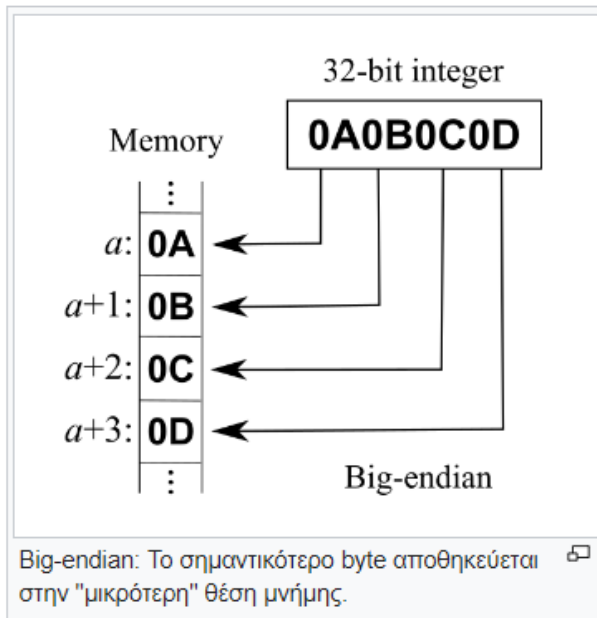 32-bit integer
0A0B0C0D
Memory
⋮
a: 0A
a+1: 0B
a+2: 0C
a+3: 0D
⋮
Big-endian
Big-endian: Το σημαντικότερο byte αποθηκεύεται
στην "μικρότερη" θέση μνήμης.